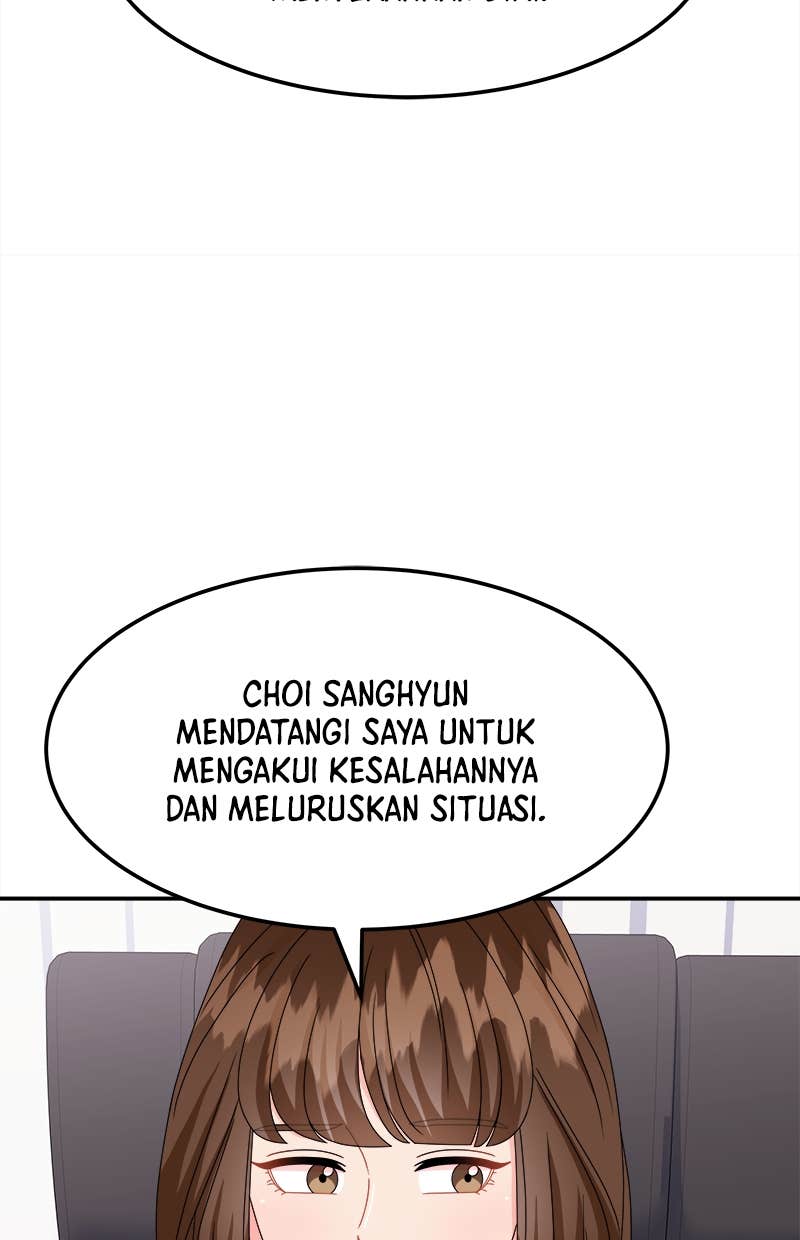 CHOI SANGHYUN
MENDATANGI SAYA UNTUK
MENGAKUI KESALAHANNYA
DAN MELURUSKAN SITUASI.